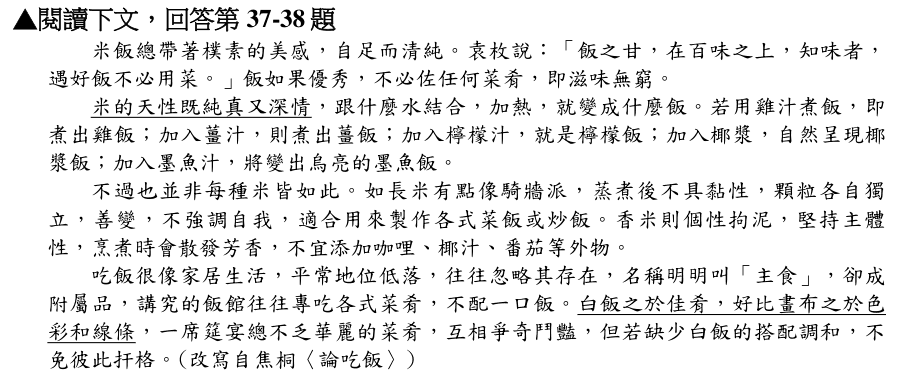 ▲閱讀下文，回答第 37-38 題
米飯總帶著樸素的美感，自足而清純。袁枚說：「飯之甘，在百味之上，知味者，
遇好飯不必用菜。」飯如果優秀，不必佐任何菜肴，即滋味無窮。
米的天性既純真又深情，跟什麼水結合，加熱，就變成什麼飯。若用雞汁煮飯，即
煮出雞飯；加入薑汁，則煮出薑飯；加入檸檬汁，就是檸檬飯；加入椰漿，自然呈現椰
漿飯；加入墨魚汁，將變出烏亮的墨魚飯。
不過也並非每種米皆如此。如長米有點像騎牆派，蒸煮後不具黏性，顆粒各自獨
立，善變，不強調自我，適合用來製作各式菜飯或炒飯。香米則個性拘泥，堅持主體
性，烹煮時會散發芳香，不宜添加咖哩、椰汁、番茄等外物。
吃飯很像家居生活，平常地位低落，往往忽略其存在，名稱明明叫「主食」，卻成
附屬品，講究的飯館往往專吃各式菜肴，不配一口飯。白飯之於佳肴，好比畫布之於色
彩和線條，一席筵宴總不乏華麗的菜肴，互相爭奇鬥豔，但若缺少白飯的搭配調和，不
免彼此扞格。（改寫自焦桐〈論吃飯〉）